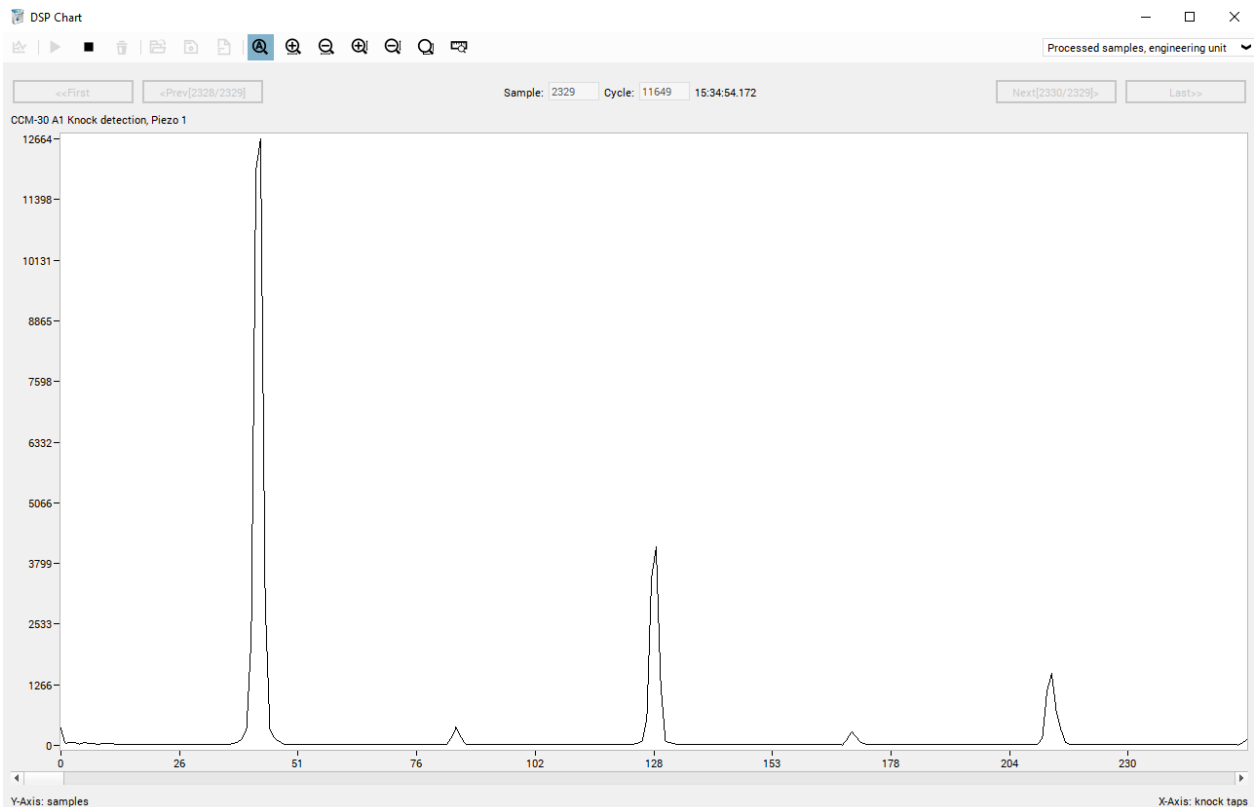 DSP Chart
Processed samples, engineering unit
<<First
<Prev[2328/2329]
Sample: 2329 Cycle: 11649 15:34:54.172
Next[2330/2329]>
Last>>
CCM-30 A1 Knock detection, Piezo 1
12664
11398
10131
8865
7598
6332
5066
3799
2533
1266
0
0 26 51 76 102 128 153 178 204 230
Y-Axis: samples
X-Axis: knock taps